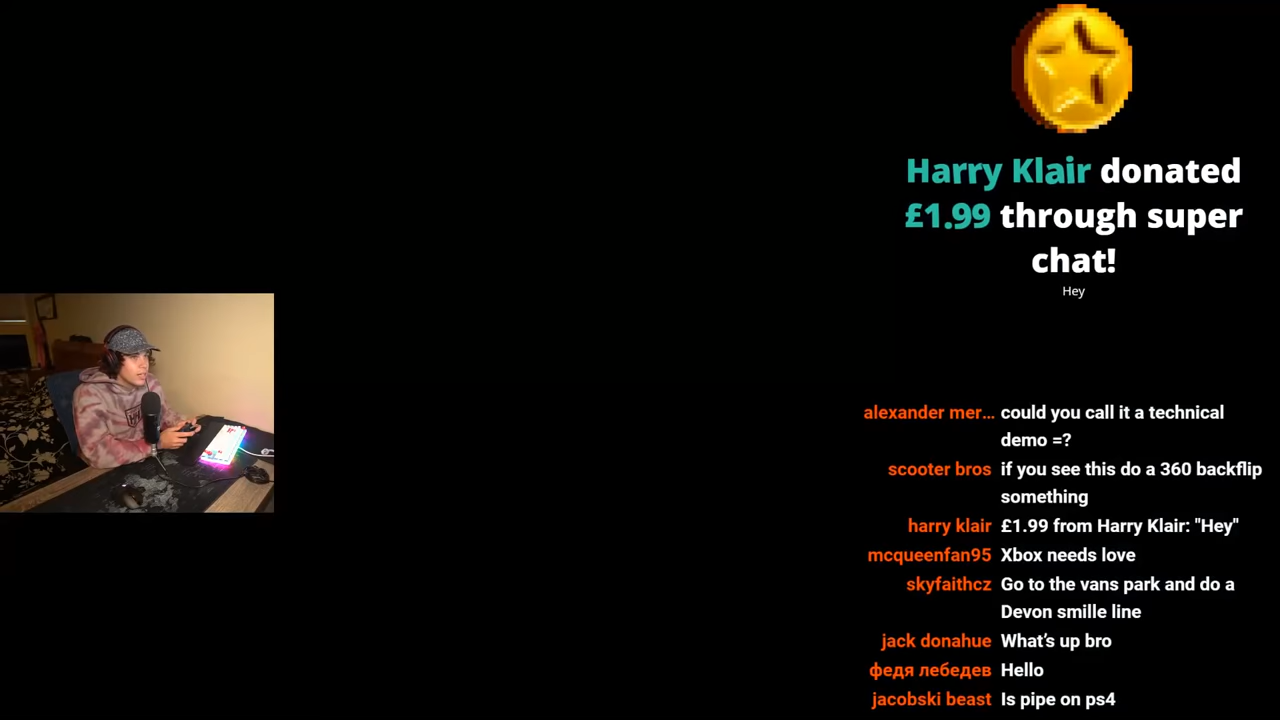 Harry Klair donated
£1.99 through super
chat!
Hey
alexander mer… could you call it a technical
demo =?
scooter bros if you see this do a 360 backflip
something
harry klair £1.99 from Harry Klair: "Hey"
mcqueenfan95 Xbox needs love
skyfaithcz Go to the vans park and do a
Devon smille line
jack donahue What’s up bro
федя лебедев Hello
jacobski beast Is pipe on ps4